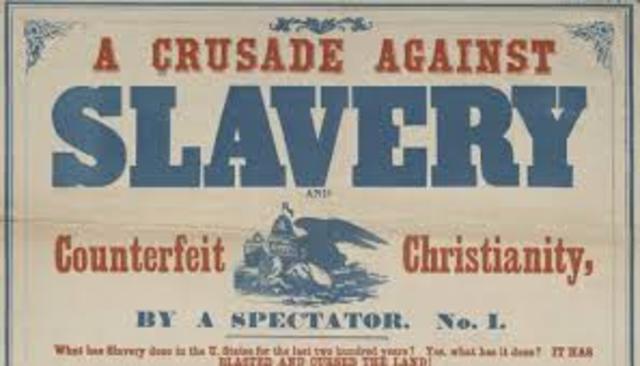 A CRUSADE AGAINST
SLAVERY
AND
Counterfeit Christianity,
BY A SPECTATOR. No. 1.
What has Slavery done in the U. States for the last two hundred years? Yes, what has it done? IT HAS
BLASTED AND CURSED THE LAND!